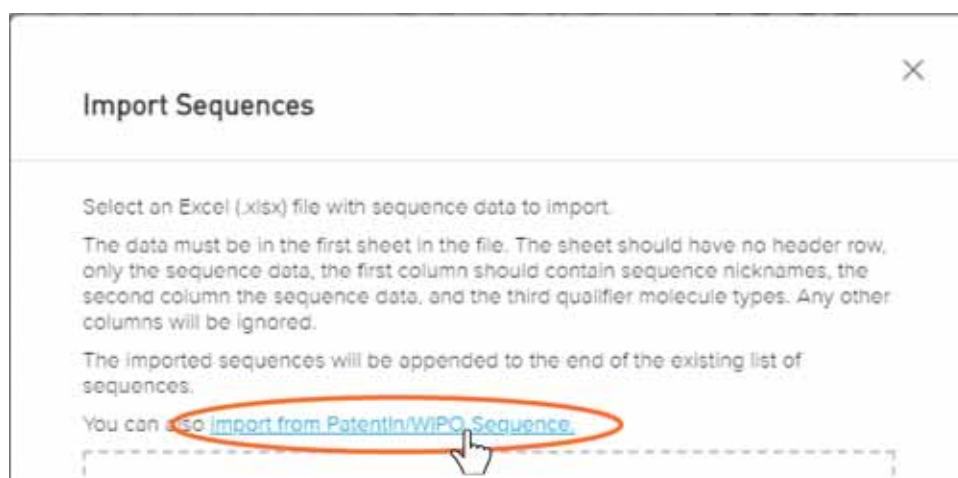 Import Sequences
Select an Excel (.xlsx) file with sequence data to import.
The data must be in the first sheet in the file. The sheet should have no header row,
only the sequence data, the first column should contain sequence nicknames, the
second column the sequence data, and the third qualifier molecule types. Any other
columns will be ignored.
The imported sequences will be appended to the end of the existing list of
sequences.
You can also import from PatentIn/WIPO Sequence.